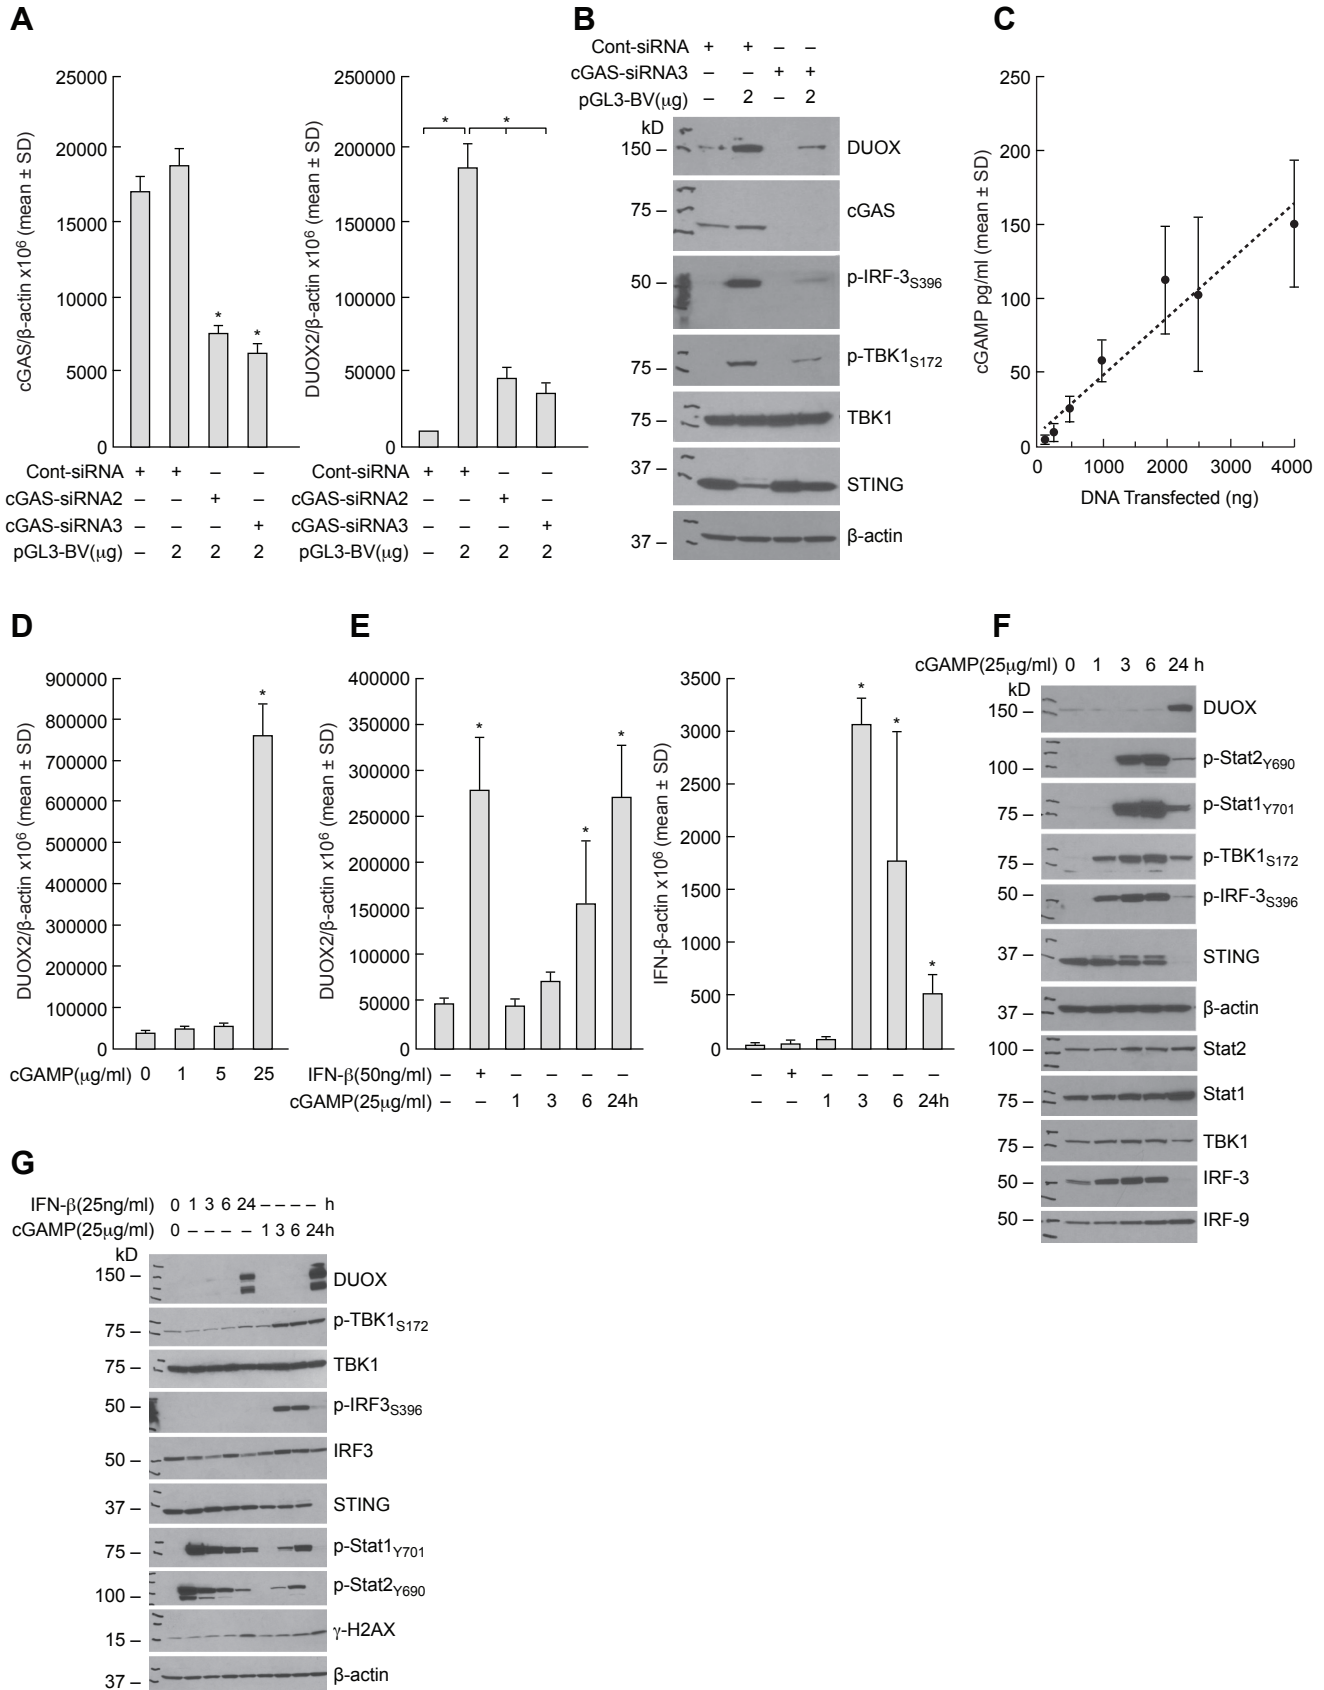 A
25000
20000
15000
10000
5000
0
cGAS/β-actin x10⁶ (mean ± SD)
*
*
Cont-siRNA + + – –
cGAS-siRNA2 – – + –
cGAS-siRNA3 – – – +
pGL3-BV(μg) – 2 2 2
250000
200000
150000
100000
50000
0
DUOX2/β-actin x10⁶ (mean ± SD)
* *
Cont-siRNA + + – –
cGAS-siRNA2 – – + –
cGAS-siRNA3 – – – +
pGL3-BV(μg) – 2 2 2
B
Cont-siRNA + + – –
cGAS-siRNA3 – – + +
pGL3-BV(μg) – 2 – 2
kD
150 – DUOX
75 – cGAS
50 – p-IRF-3S396
75 – p-TBK1S172
75 – TBK1
37 – STING
37 – β-actin
C
250
200
150
100
50
0
cGAMP pg/ml (mean ± SD)
0 1000 2000 3000 4000
DNA Transfected (ng)
D
900000
800000
700000
600000
500000
400000
300000
200000
100000
0
DUOX2/β-actin x10⁶ (mean ± SD)
*
cGAMP(μg/ml) 0 1 5 25
E
400000
350000
300000
250000
200000
150000
100000
50000
0
DUOX2/β-actin x10⁶ (mean ± SD)
* * *
IFN-β(50ng/ml) – + – – – –
cGAMP(25μg/ml) – – 1 3 6 24h
3500
3000
2500
2000
1500
1000
500
0
IFN-β-actin x10⁶ (mean ± SD)
* * *
– + – – – –
– – 1 3 6 24h
F
cGAMP(25μg/ml) 0 1 3 6 24 h
kD
150 – DUOX
100 – p-Stat2Y690
75 – p-Stat1Y701
75 – p-TBK1S172
50 – p-IRF-3S396
37 – STING
37 – β-actin
100 – Stat2
75 – Stat1
75 – TBK1
50 – IRF-3
50 – IRF-9
G
IFN-β(25ng/ml) 0 1 3 6 24 – – – – h
cGAMP(25μg/ml) 0 – – – – 1 3 6 24h
kD
150 – DUOX
75 – p-TBK1S172
75 – TBK1
50 – p-IRF3S396
50 – IRF3
37 – STING
75 – p-Stat1Y701
100 – p-Stat2Y690
15 – γ-H2AX
37 – β-actin